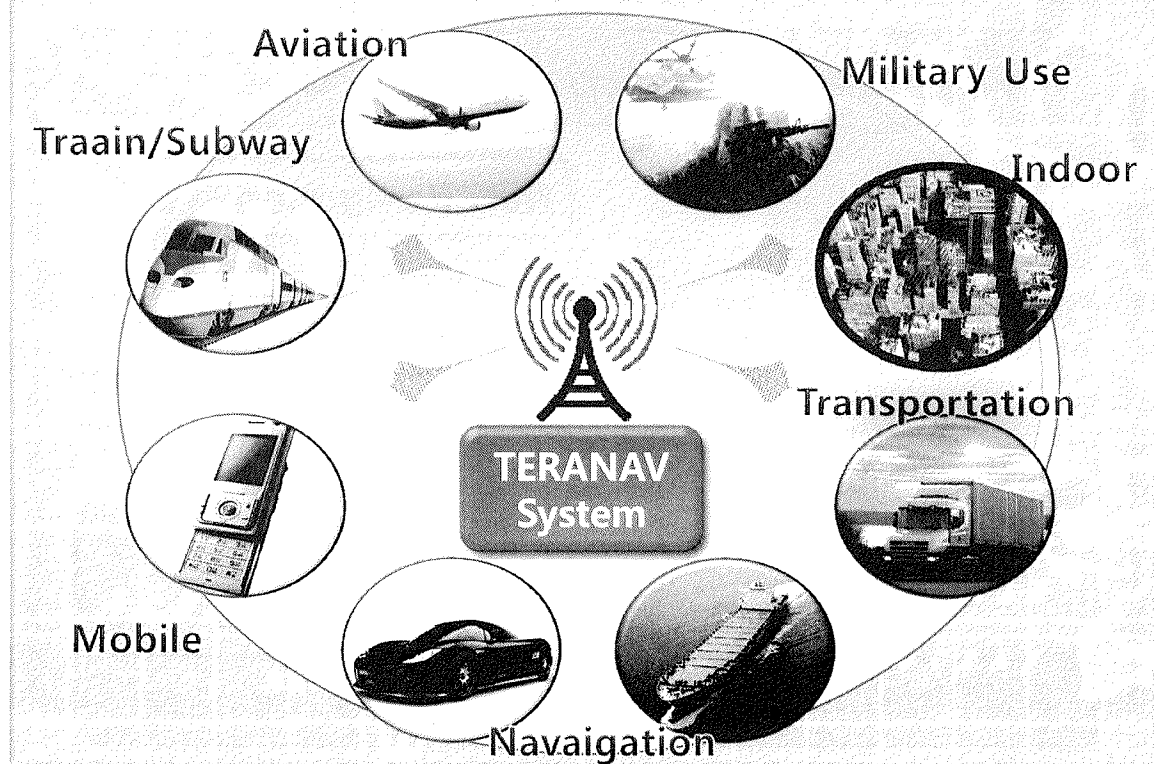 Aviation
Military Use
Traain/Subway
Indoor
Transportation
TERANAV
System
Mobile
Navaigation